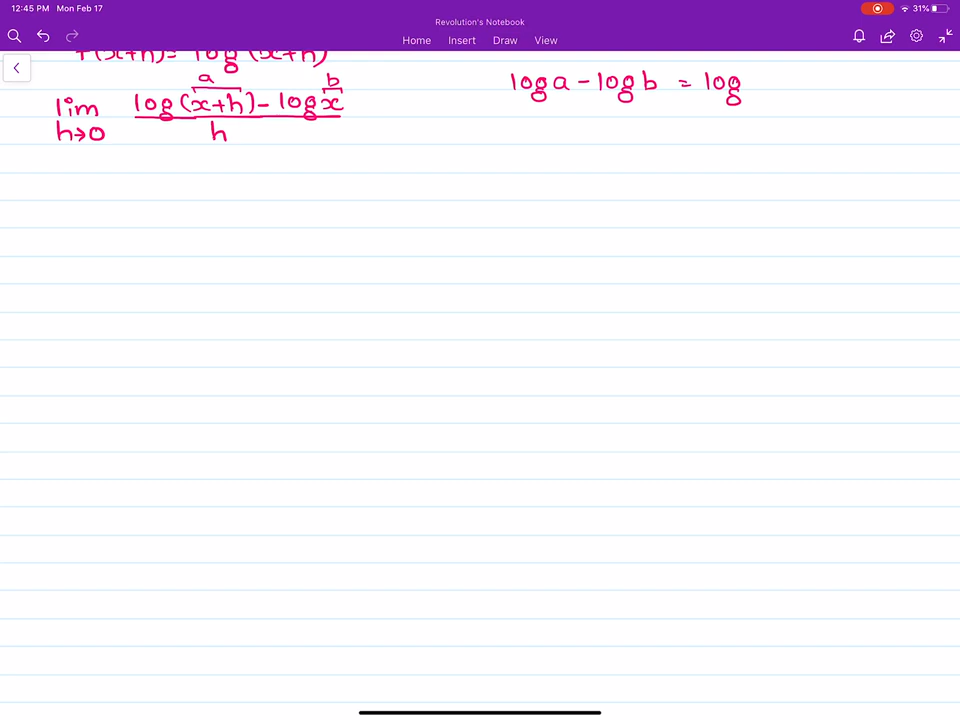 12:45 PM Mon Feb 17
31%
Revolution's Notebook
Home Insert Draw View
f(x+h) = log (x+h)
a b
lim log (x+h) - log x
h→0 h
log a - log b = log